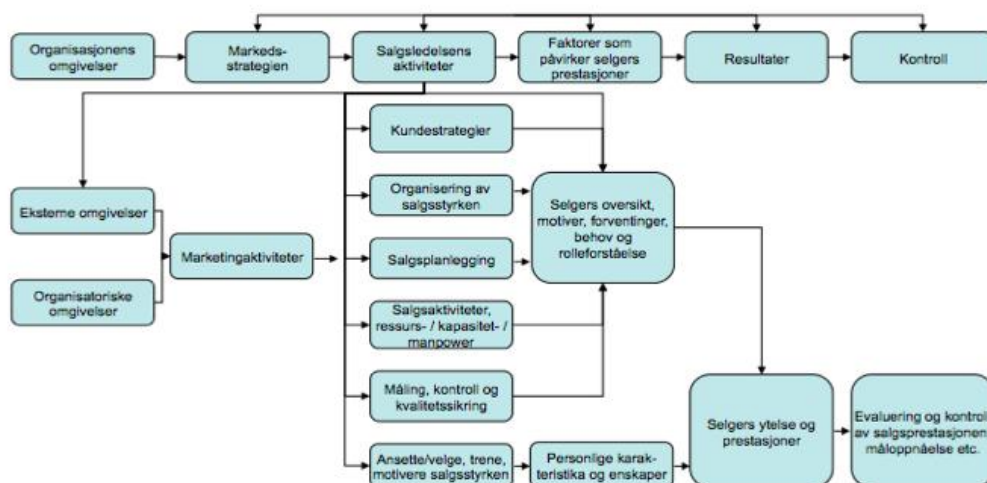 Organisasjonens
omgivelser
Markeds-
strategien
Salgsledelsens
aktiviteter
Faktorer som
påvirker selgers
prestasjoner
Resultater
Kontroll
Kundestrategier
Organisering av
salgsstyrken
Selgers oversikt,
motiver, forventinger,
behov og
rolleforståelse
Eksterne omgivelser
Marketingaktiviteter
Salgsplanlegging
Organisatoriske
omgivelser
Salgsaktiviteter,
ressurs- / kapasitet- /
manpower
Måling, kontroll og
kvalitetssikring
Selgers ytelse og
prestasjoner
Evaluering og kontroll
av salgsprestasjonen,
måloppnåelse etc.
Ansette/velge, trene,
motivere salgsstyrken
Personlige karak-
teristika og enskaper